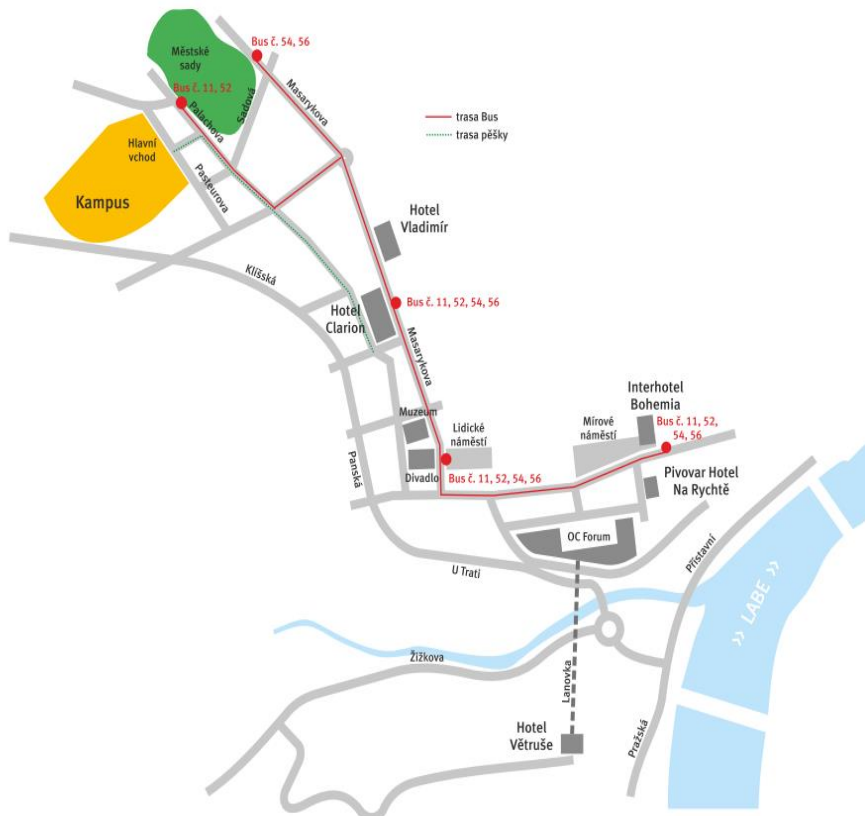 Bus č. 54, 56
Městské
sady
Bus č. 11, 52
Palachova
Sadová
Masarykova
trasa Bus
trasa pěšky
Hlavní
vchod
Pasteurova
Kampus
Hotel
Vladimír
Klíšská
Bus č. 11, 52, 54, 56
Hotel
Clarion
Masarykova
Interhotel
Bohemia
Muzeum
Lidické
náměstí
Mírové
náměstí
Bus č. 11, 52,
54, 56
Panská
Divadlo
Bus č. 11, 52, 54, 56
Pivovar Hotel
Na Rychtě
OC Forum
U Trati
Přístavní
>> LABE >>
Žižkova
Lanovka
Hotel
Větruše
Pražská